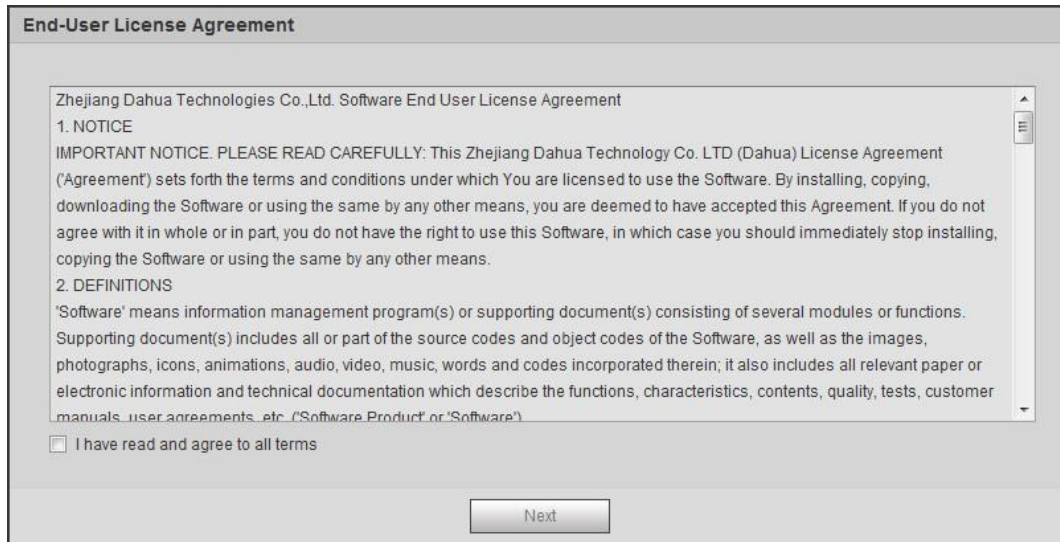 End-User License Agreement
Zhejiang Dahua Technologies Co.,Ltd. Software End User License Agreement
1. NOTICE
IMPORTANT NOTICE. PLEASE READ CAREFULLY: This Zhejiang Dahua Technology Co. LTD (Dahua) License Agreement
('Agreement') sets forth the terms and conditions under which You are licensed to use the Software. By installing, copying,
downloading the Software or using the same by any other means, you are deemed to have accepted this Agreement. If you do not
agree with it in whole or in part, you do not have the right to use this Software, in which case you should immediately stop installing,
copying the Software or using the same by any other means.
2. DEFINITIONS
'Software' means information management program(s) or supporting document(s) consisting of several modules or functions.
Supporting document(s) includes all or part of the source codes and object codes of the Software, as well as the images,
photographs, icons, animations, audio, video, music, words and codes incorporated therein; it also includes all relevant paper or
electronic information and technical documentation which describe the functions, characteristics, contents, quality, tests, customer
manuals, user agreements, etc. ('Software Product' or 'Software')
I have read and agree to all terms
Next